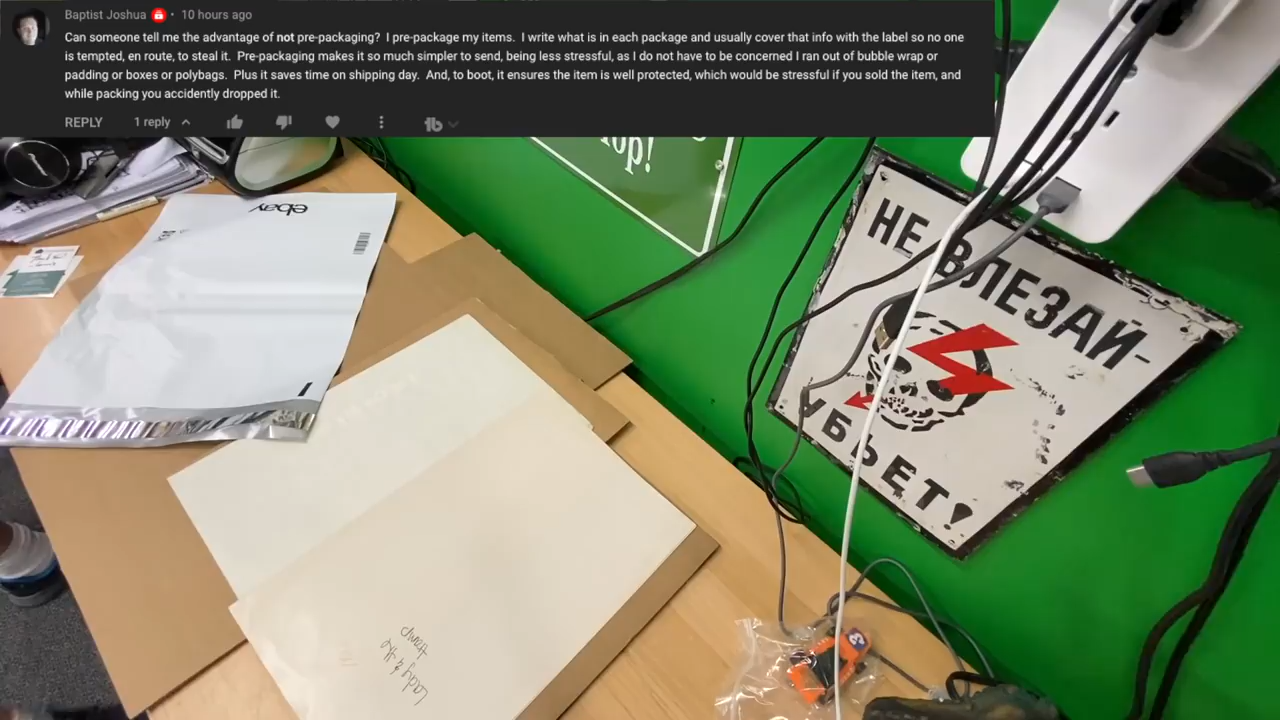 Baptist Joshua • 10 hours ago
Can someone tell me the advantage of not pre-packaging? I pre-package my items. I write what is in each package and usually cover that info with the label so no one
is tempted, en route, to steal it. Pre-packaging makes it so much simpler to send, being less stressful, as I do not have to be concerned I ran out of bubble wrap or
padding or boxes or polybags. Plus it saves time on shipping day. And, to boot, it ensures the item is well protected, which would be stressful if you sold the item, and
while packing you accidently dropped it.
REPLY 1 reply
ebay
НЕ ВЛЕЗАЙ-
УБЬЕТ!
Lady & the
tramp
3